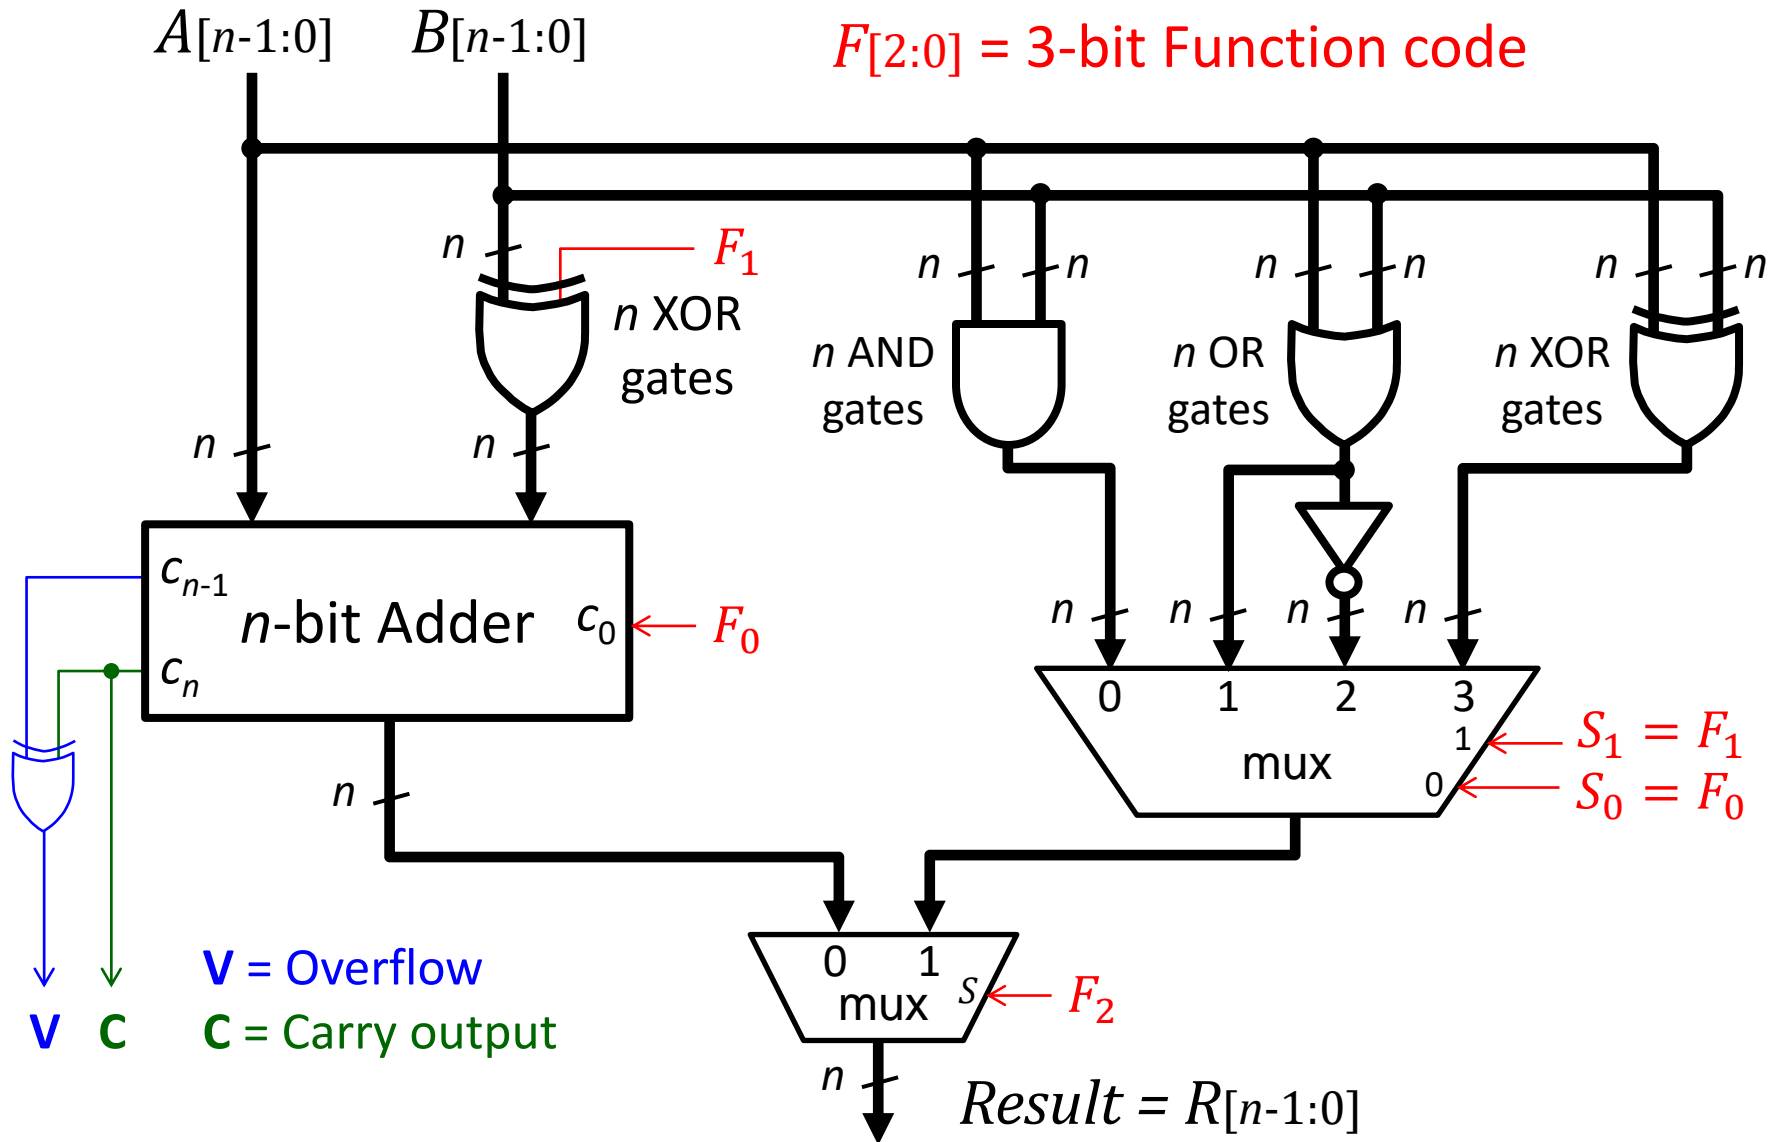 A[n-1:0] B[n-1:0] F[2:0] = 3-bit Function code
n F₁
n XOR
gates
n n n n n n
n AND
gates
n OR
gates
n XOR
gates
n n
cₙ₋₁
n-bit Adder c₀ F₀
cₙ
n n n n
0 1 2 3
1 S₁ = F₁
mux
0 S₀ = F₀
n
0 1
mux S F₂
V = Overflow
V C C = Carry output
n Result = R[n-1:0]